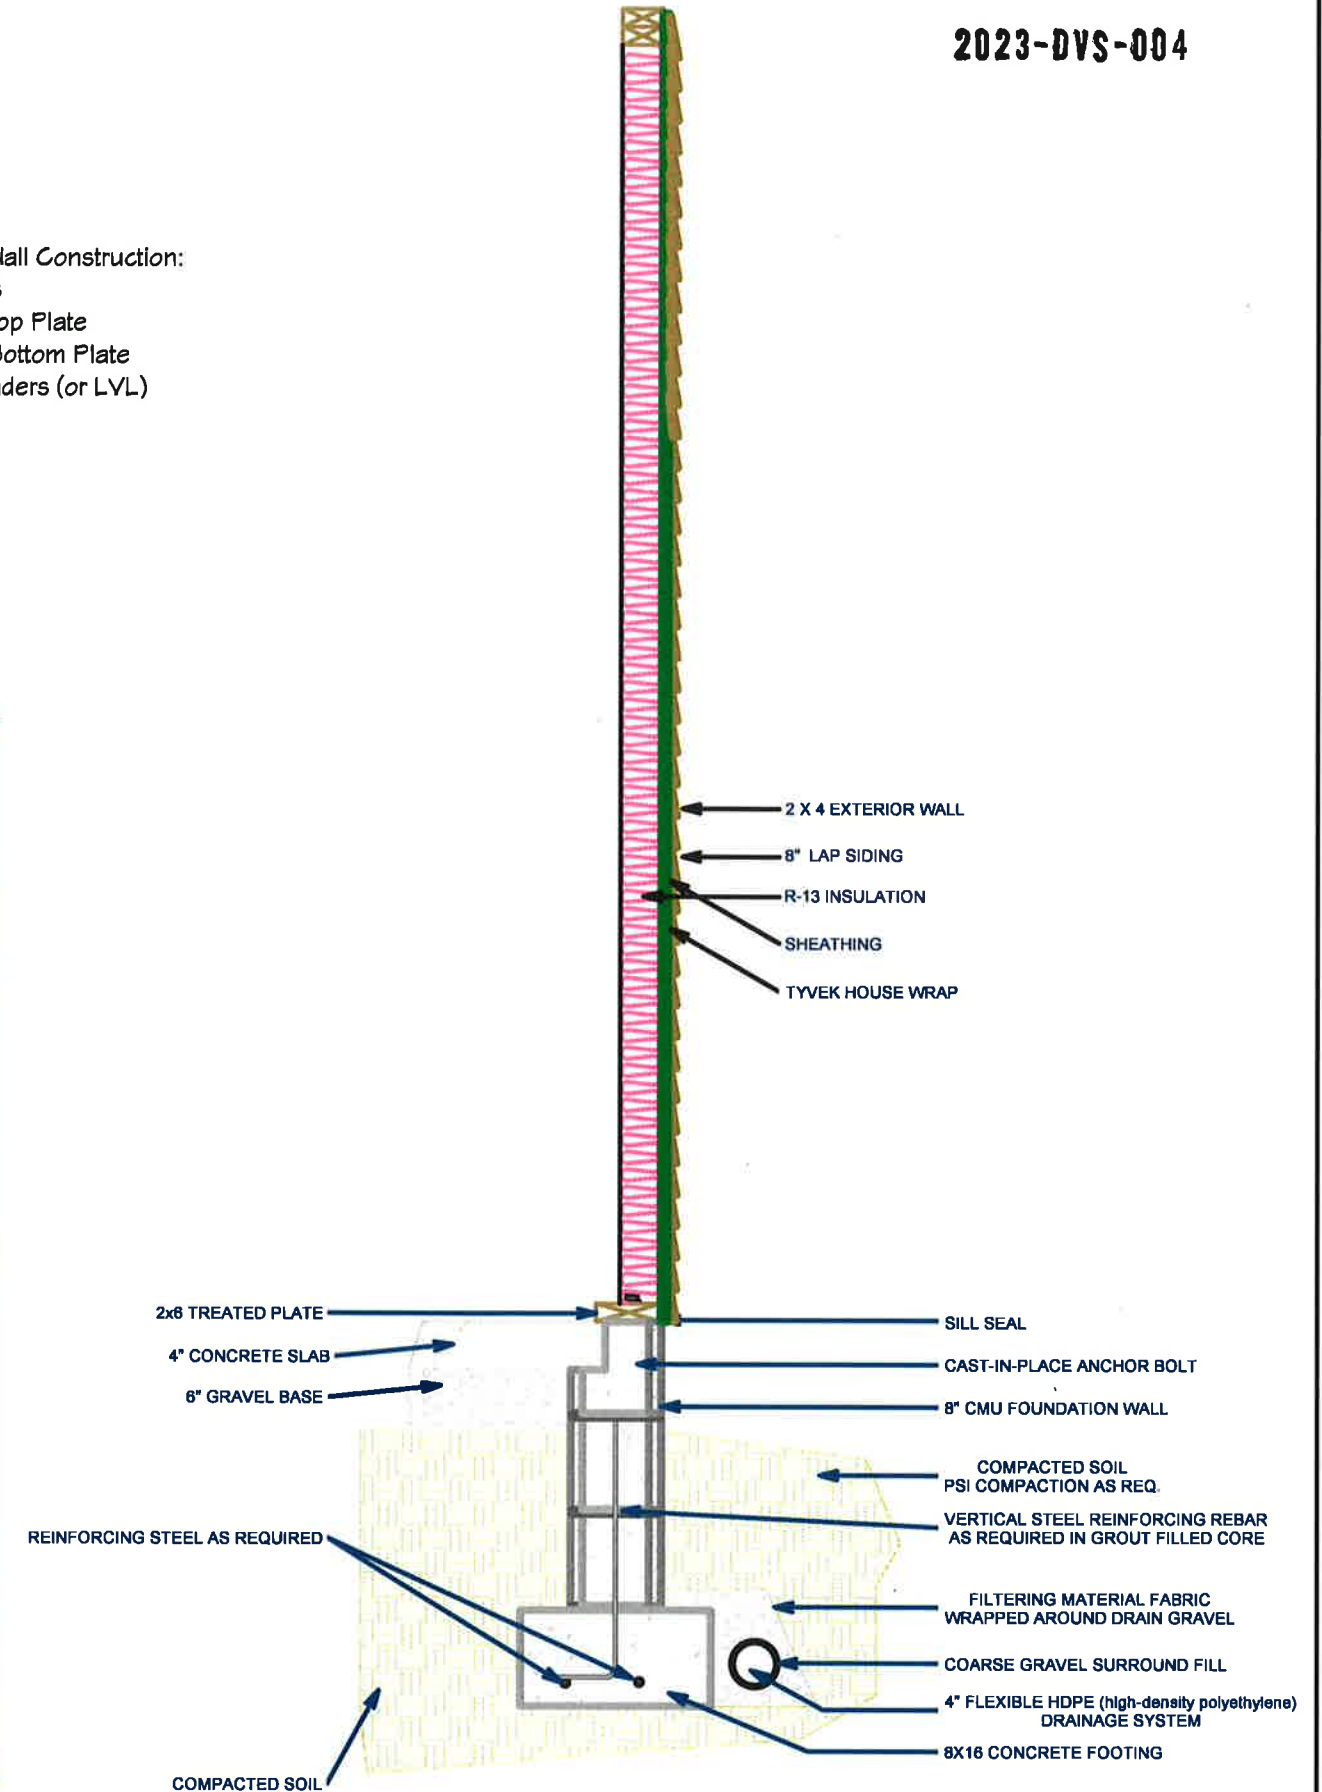 2023-DVS-004
Wall Construction:
op Plate
Bottom Plate
ders (or LVL)
2 X 4 EXTERIOR WALL
8" LAP SIDING
R-13 INSULATION
SHEATHING
TYVEK HOUSE WRAP
2x6 TREATED PLATE
4" CONCRETE SLAB
6" GRAVEL BASE
SILL SEAL
CAST-IN-PLACE ANCHOR BOLT
8" CMU FOUNDATION WALL
COMPACTED SOIL
PSI COMPACTION AS REQ.
VERTICAL STEEL REINFORCING REBAR
AS REQUIRED IN GROUT FILLED CORE
REINFORCING STEEL AS REQUIRED
FILTERING MATERIAL FABRIC
WRAPPED AROUND DRAIN GRAVEL
COARSE GRAVEL SURROUND FILL
4" FLEXIBLE HDPE (high-density polyethylene)
DRAINAGE SYSTEM
8X16 CONCRETE FOOTING
COMPACTED SOIL